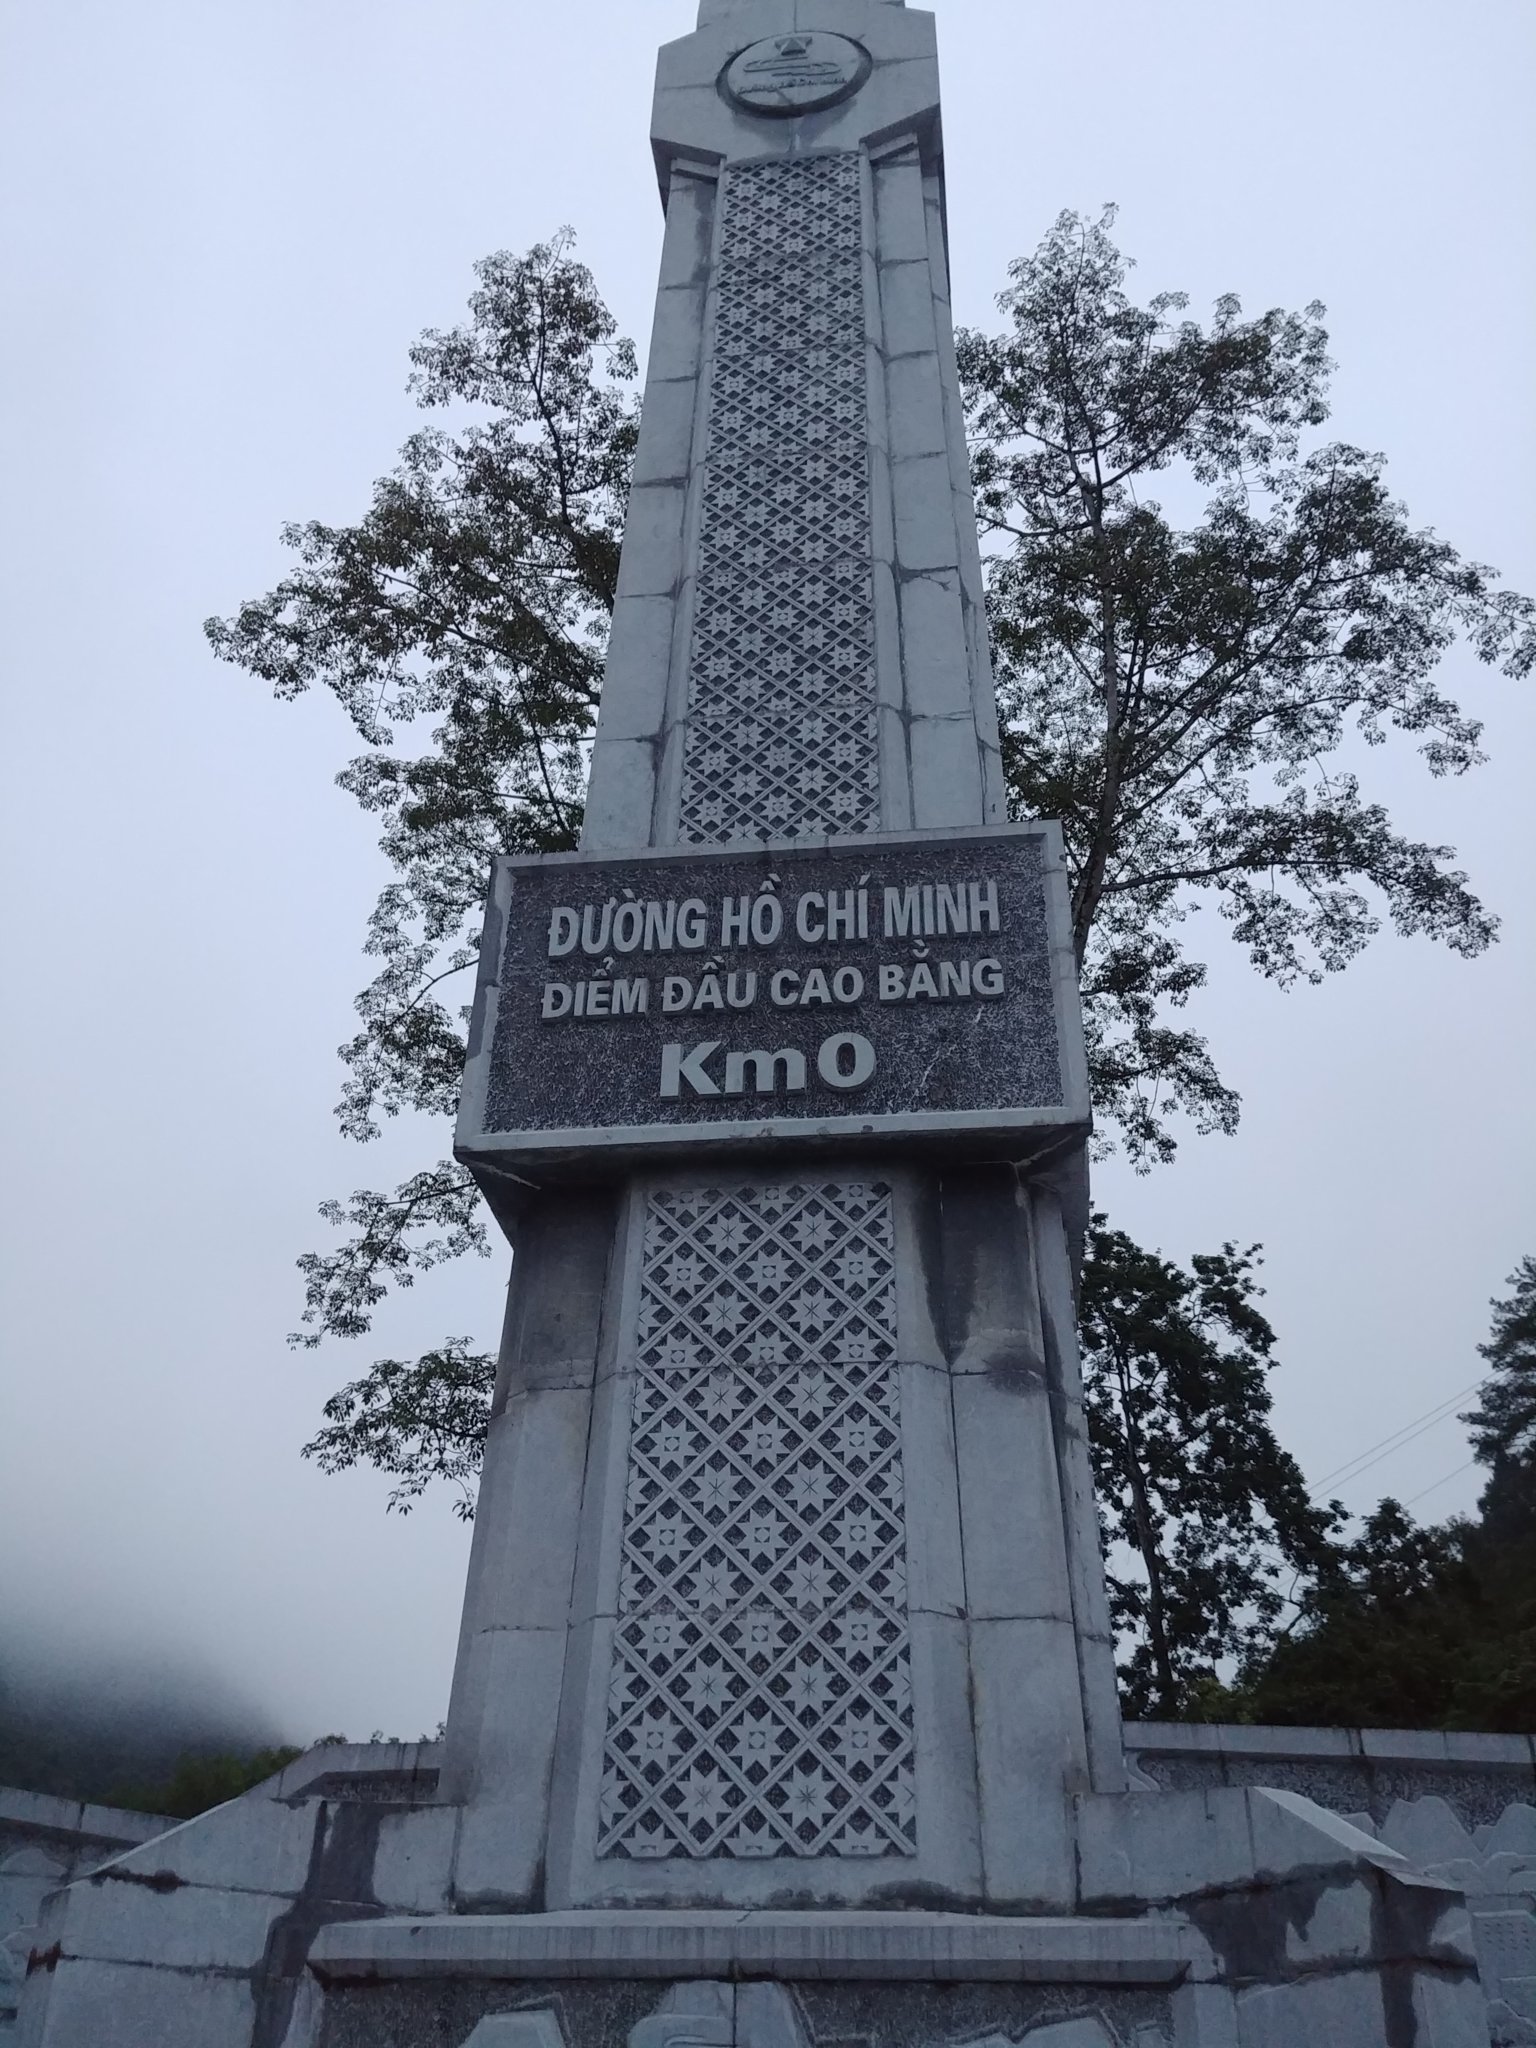 ĐƯỜNG HỒ CHÍ MINH
ĐIỂM ĐẦU CAO BẰNG
Km0